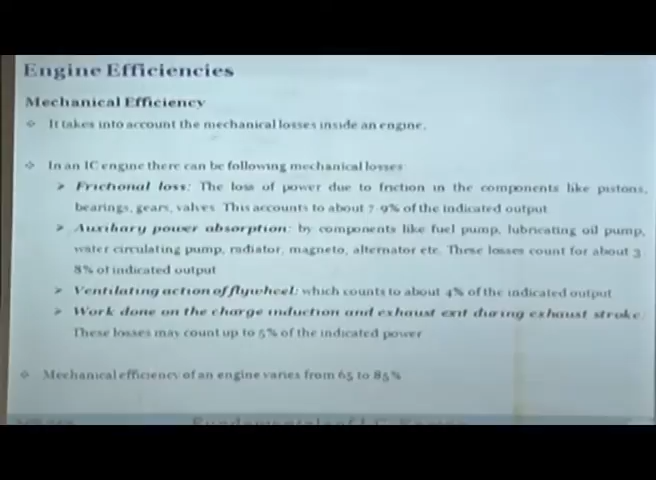 Engine Efficiencies
Mechanical Efficiency
It takes into account the mechanical losses inside an engine.
In an IC engine there can be following mechanical losses
Frictional loss: The loss of power due to friction in the components like pistons,
bearings, gears, valves. This accounts to about 7-9% of the indicated output
Auxiliary power absorption: by components like fuel pump, lubricating oil pump,
water circulating pump, radiator, magneto, alternator etc. These losses count for about 3
8% of indicated output
Ventilating action of flywheel: which counts to about 4% of the indicated output
Work done on the charge induction and exhaust exit during exhaust stroke:
These losses may count up to 5% of the indicated power
Mechanical efficiency of an engine varies from 65 to 85%